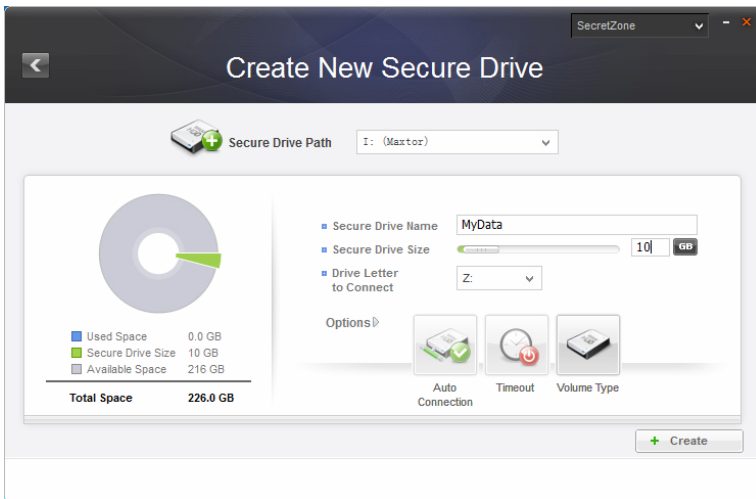 SecretZone
Create New Secure Drive
Secure Drive Path I: (Maxtor)
Secure Drive Name MyData
Secure Drive Size 10 GB
Drive Letter
to Connect Z:
Options
Used Space 0.0 GB
Secure Drive Size 10 GB
Available Space 216 GB
Total Space 226.0 GB
Auto
Connection
Timeout
Volume Type
+ Create